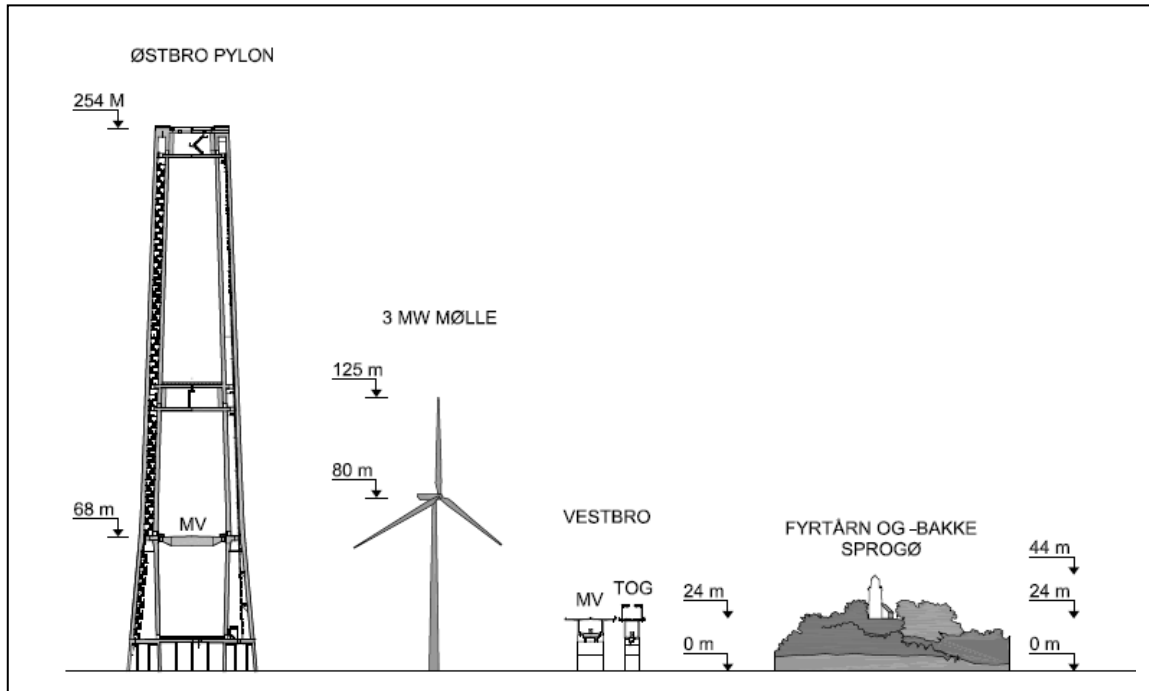 ØSTBRO PYLON
254 M
68 m
MV
3 MW MØLLE
125 m
80 m
VESTBRO
MV
TOG
24 m
0 m
FYRTÅRN OG –BAKKE
SPROGØ
44 m
24 m
0 m